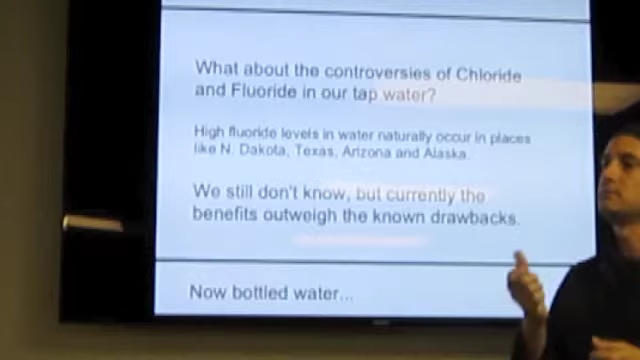 What about the controversies of Chloride
and Fluoride in our tap water?
High fluoride levels in water naturally occur in places
like N. Dakota, Texas, Arizona and Alaska.
We still don't know, but currently the
benefits outweigh the known drawbacks.
Now bottled water...